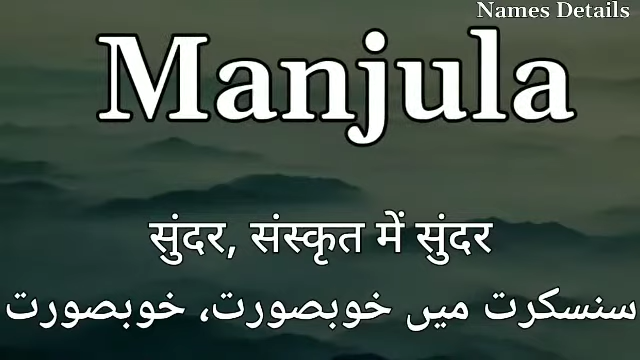 Names Details
Manjula
सुंदर, संस्कृत में सुंदर
سنسکرت میں خوبصورت، خوبصورت